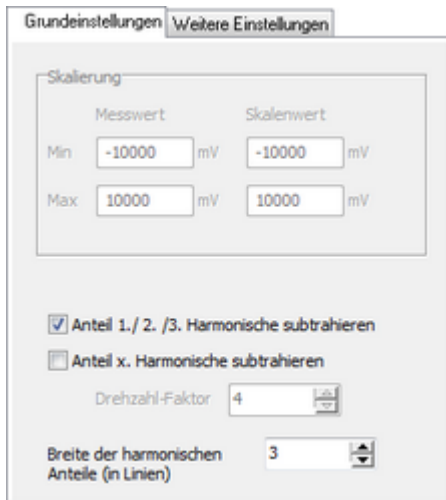 Grundeinstellungen Weitere Einstellungen
Skalierung
Messwert Skalenwert
Min -10000 mV -10000 mV
Max 10000 mV 10000 mV
Anteil 1./ 2. /3. Harmonische subtrahieren
Anteil x. Harmonische subtrahieren
Drehzahl-Faktor 4
Breite der harmonischen 3
Anteile (in Linien)